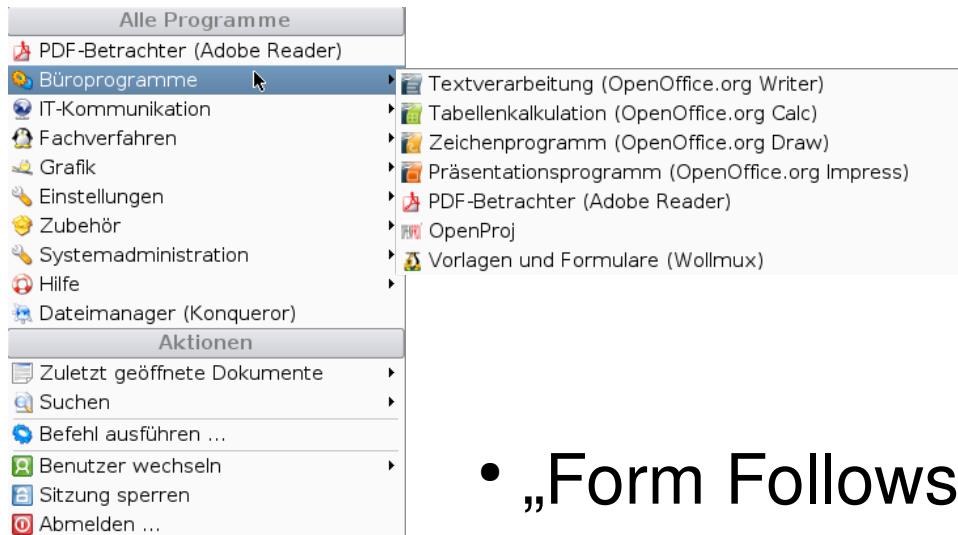 Alle Programme
PDF-Betrachter (Adobe Reader)
Büroprogramme
IT-Kommunikation
Fachverfahren
Grafik
Einstellungen
Zubehör
Systemadministration
Hilfe
Dateimanager (Konqueror)
Aktionen
Zuletzt geöffnete Dokumente
Suchen
Befehl ausführen ...
Benutzer wechseln
Sitzung sperren
Abmelden ...
Textverarbeitung (OpenOffice.org Writer)
Tabellenkalkulation (OpenOffice.org Calc)
Zeichenprogramm (OpenOffice.org Draw)
Präsentationsprogramm (OpenOffice.org Impress)
PDF-Betrachter (Adobe Reader)
OpenProj
Vorlagen und Formulare (Wollmux)
• „Form Follows